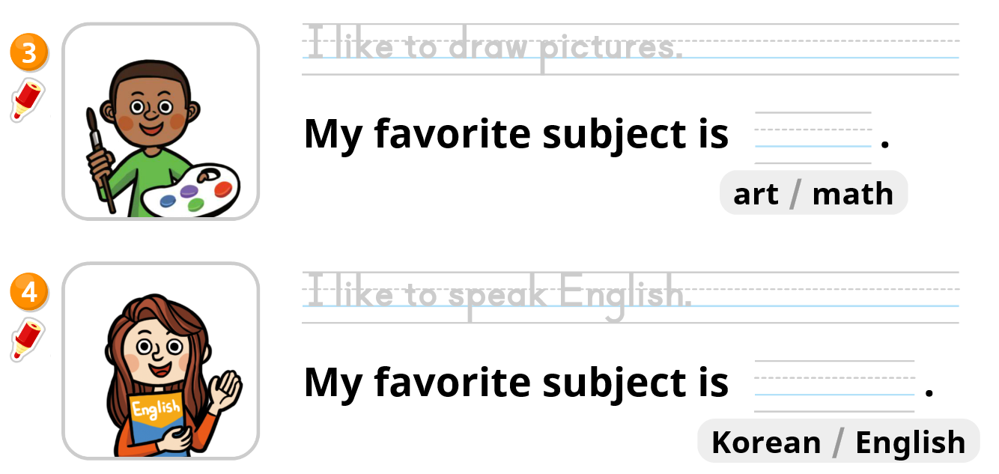 3
I like to draw pictures.
My favorite subject is .
art / math
4
I like to speak English.
English
My favorite subject is .
Korean / English